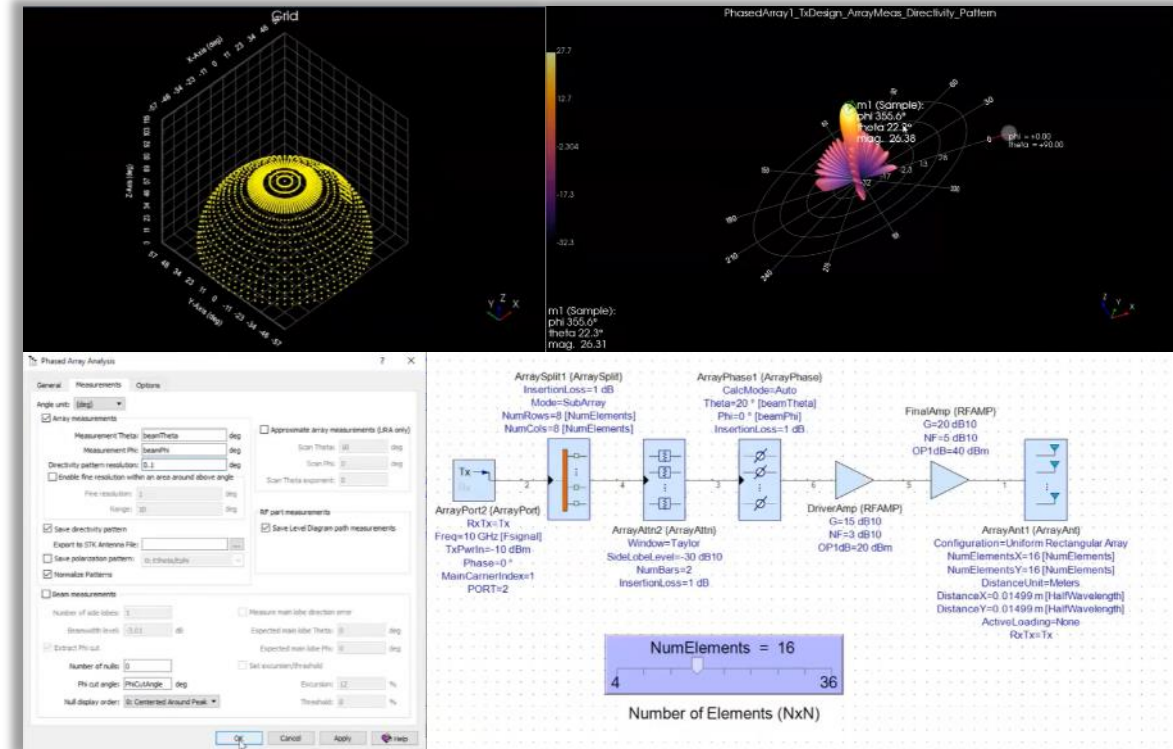 Grid
X-Axis (deg)
Y-Axis (deg)
Z-Axis (deg)
PhasedArray1_TxDesign_ArrayMeas_Directivity_Pattern
27.7
12.7
-2.304
-17.3
-32.3
m1 (Sample):
phi 355.6°
theta 22.3°
mag. 26.38
phi = +0.00
theta = +90.00
m1 (Sample):
phi 355.6°
theta 22.3°
mag. 26.31
Phased Array Analysis
General Measurements Options
Angle unit: (deg)
Array measurements
Measurement Theta: beamTheta deg
Measurement Phi: beamPhi deg
Directivity pattern resolution: 0.1 deg
Enable fine resolution within an area around above angle
Fine resolution: 1 deg
Range: 10 deg
Save directivity pattern
Export to STK Antenna File:
Save polarization pattern: 0: Etheta/Ephi
Normalize Patterns
Approximate array measurements (URA only)
Scan Theta: 10 deg
Scan Phi: 0 deg
Scan Theta exponent: 0
RF part measurements
Save Level Diagram path measurements
Beam measurements
Number of side lobes: 1
Beamwidth level: -3.01 dB
Extract Phi cut
Number of nulls: 0
Phi cut angle: PhiCutAngle deg
Null display order: 0: Centered Around Peak
Measure main lobe direction error
Expected main lobe Theta: 0 deg
Expected main lobe Phi: 0 deg
Set excursion/threshold
Excursion: 12 %
Threshold: 0 %
OK Cancel Apply Help
Tx
ArrayPort2 {ArrayPort}
RxTx=Tx
Freq=10 GHz [Fsignal]
TxPwrIn=-10 dBm
Phase=0 °
MainCarrierIndex=1
PORT=2
ArraySplit1 {ArraySplit}
InsertionLoss=1 dB
Mode=SubArray
NumRows=8 [NumElements]
NumCols=8 [NumElements]
ArrayAttn2 {ArrayAttn}
Window=Taylor
SideLobeLevel=-30 dB10
NumBars=2
InsertionLoss=1 dB
ArrayPhase1 {ArrayPhase}
CalcMode=Auto
Theta=20 ° [beamTheta]
Phi=0 ° [beamPhi]
InsertionLoss=1 dB
DriverAmp {RFAMP}
G=15 dB10
NF=3 dB10
OP1dB=20 dBm
FinalAmp {RFAMP}
G=20 dB10
NF=5 dB10
OP1dB=40 dBm
ArrayAnt1 {ArrayAnt}
Configuration=Uniform Rectangular Array
NumElementsX=16 [NumElements]
NumElementsY=16 [NumElements]
DistanceUnit=Meters
DistanceX=0.01499 m [HalfWavelength]
DistanceY=0.01499 m [HalfWavelength]
ActiveLoading=None
RxTx=Tx
NumElements = 16
4 36
Number of Elements (NxN)